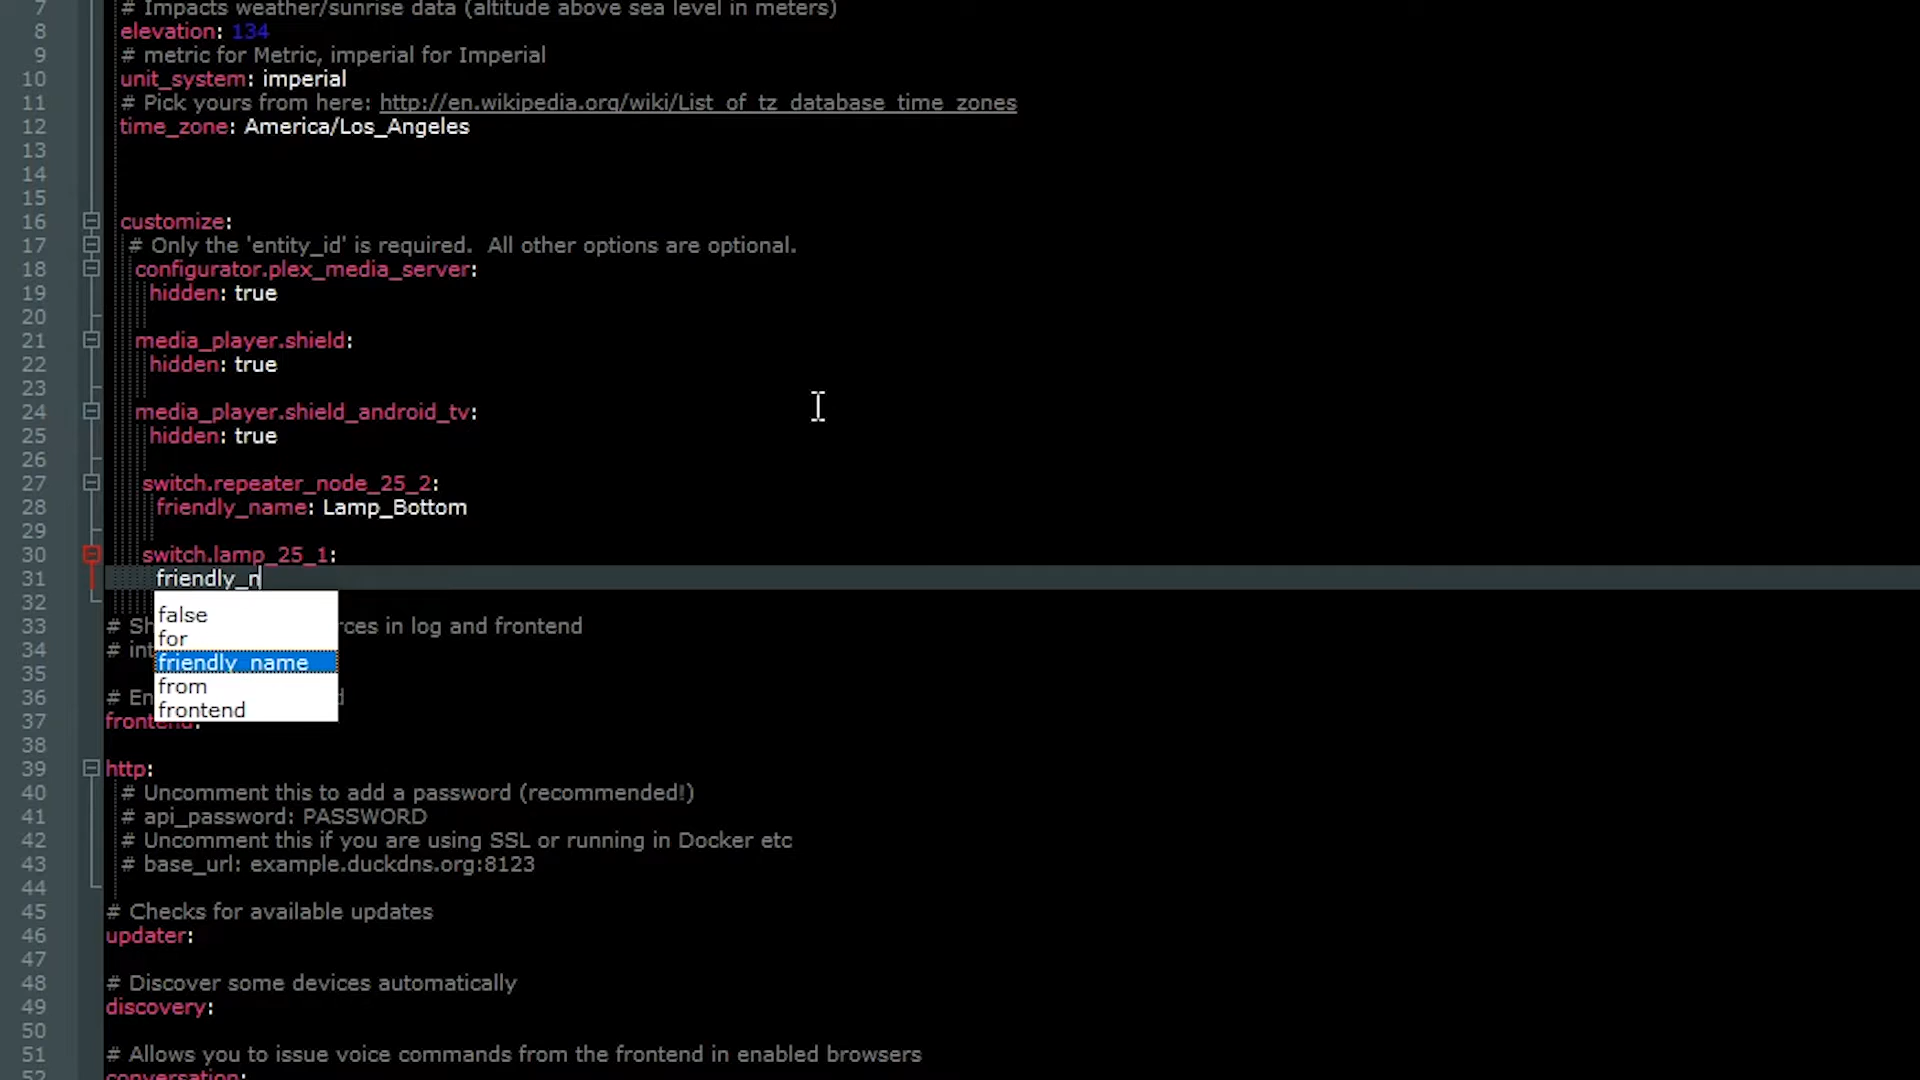 7 # Impacts weather/sunrise data (altitude above sea level in meters)
8 elevation: 134
9 # metric for Metric, imperial for Imperial
10 unit_system: imperial
11 # Pick yours from here: http://en.wikipedia.org/wiki/List_of_tz_database_time_zones
12 time_zone: America/Los_Angeles
13
14
15
16 customize:
17 # Only the 'entity_id' is required.  All other options are optional.
18 configurator.plex_media_server:
19 hidden: true
20
21 media_player.shield:
22 hidden: true
23
24 media_player.shield_android_tv:
25 hidden: true
26
27 switch.repeater_node_25_2:
28 friendly_name: Lamp_Bottom
29
30 switch.lamp_25_1:
31 friendly_n
32
false
33 # Sh rces in log and frontend
for
34 # int
friendly_name
35
from
36 # En
frontend
37 frontend:
38
39 http:
40 # Uncomment this to add a password (recommended!)
41 # api_password: PASSWORD
42 # Uncomment this if you are using SSL or running in Docker etc
43 # base_url: example.duckdns.org:8123
44
45 # Checks for available updates
46 updater:
47
48 # Discover some devices automatically
49 discovery:
50
51 # Allows you to issue voice commands from the frontend in enabled browsers
52 conversation: